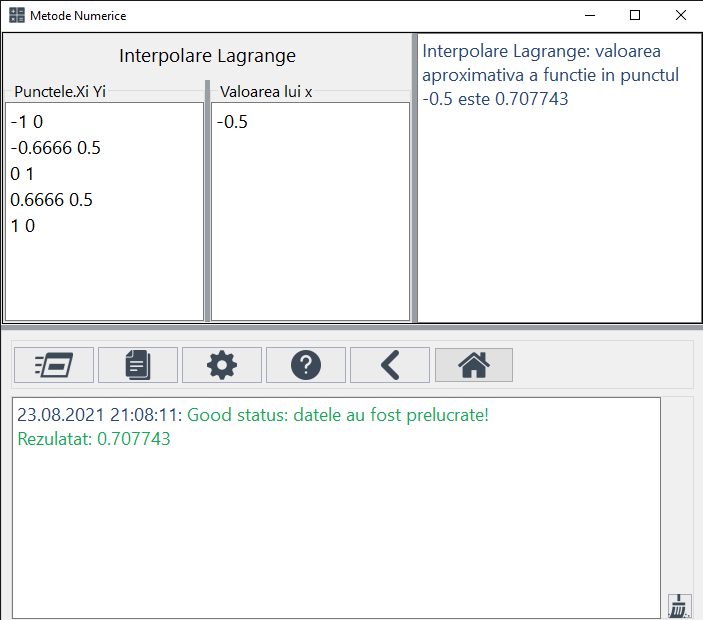 Metode Numerice
Interpolare Lagrange
Punctele.Xi Yi
-1 0
-0.6666 0.5
0 1
0.6666 0.5
1 0
Valoarea lui x
-0.5
Interpolare Lagrange: valoarea
aproximativa a functie in punctul
-0.5 este 0.707743
23.08.2021 21:08:11: Good status: datele au fost prelucrate!
Rezulatat: 0.707743